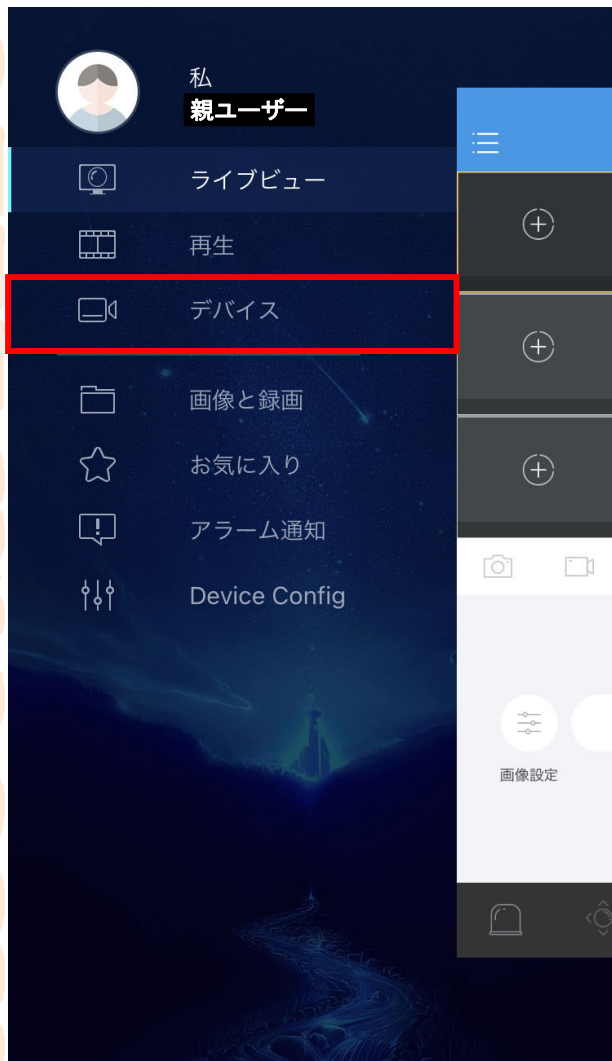 私
親ユーザー
ライブビュー
再生
デバイス
画像と録画
お気に入り
アラーム通知
Device Config
画像設定